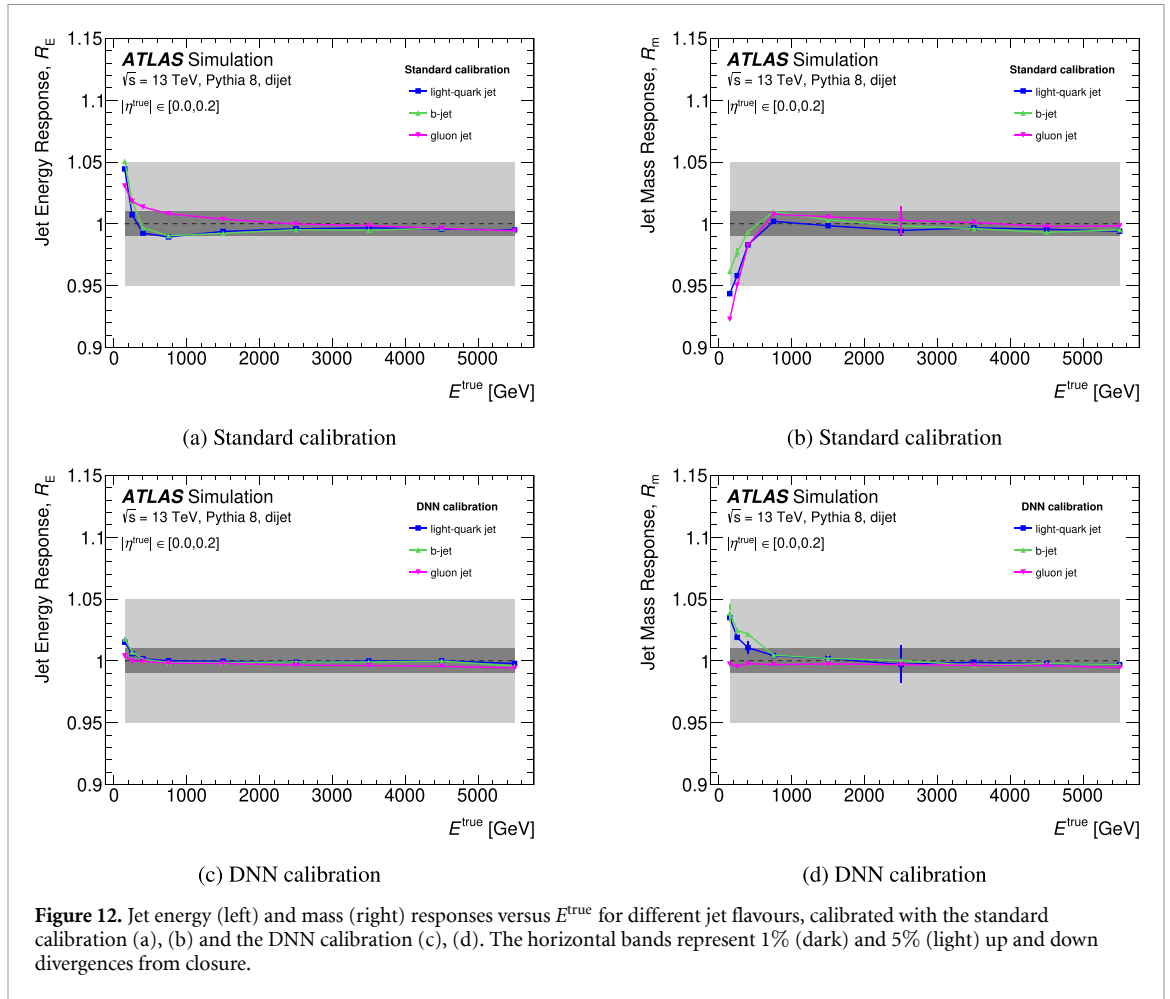 Jet Energy Response, R_E
1.15
1.1
1.05
1
0.95
0.9
ATLAS Simulation
√s = 13 TeV, Pythia 8, dijet
|η^true| ∈ [0.0,0.2]
Standard calibration
light-quark jet
b-jet
gluon jet
0 1000 2000 3000 4000 5000
E^true [GeV]
(a) Standard calibration
Jet Mass Response, R_m
1.15
1.1
1.05
1
0.95
0.9
ATLAS Simulation
√s = 13 TeV, Pythia 8, dijet
|η^true| ∈ [0.0,0.2]
Standard calibration
light-quark jet
b-jet
gluon jet
0 1000 2000 3000 4000 5000
E^true [GeV]
(b) Standard calibration
Jet Energy Response, R_E
1.15
1.1
1.05
1
0.95
0.9
ATLAS Simulation
√s = 13 TeV, Pythia 8, dijet
|η^true| ∈ [0.0,0.2]
DNN calibration
light-quark jet
b-jet
gluon jet
0 1000 2000 3000 4000 5000
E^true [GeV]
(c) DNN calibration
Jet Mass Response, R_m
1.15
1.1
1.05
1
0.95
0.9
ATLAS Simulation
√s = 13 TeV, Pythia 8, dijet
|η^true| ∈ [0.0,0.2]
DNN calibration
light-quark jet
b-jet
gluon jet
0 1000 2000 3000 4000 5000
E^true [GeV]
(d) DNN calibration
Figure 12. Jet energy (left) and mass (right) responses versus E^true for different jet flavours, calibrated with the standard
calibration (a), (b) and the DNN calibration (c), (d). The horizontal bands represent 1% (dark) and 5% (light) up and down
divergences from closure.